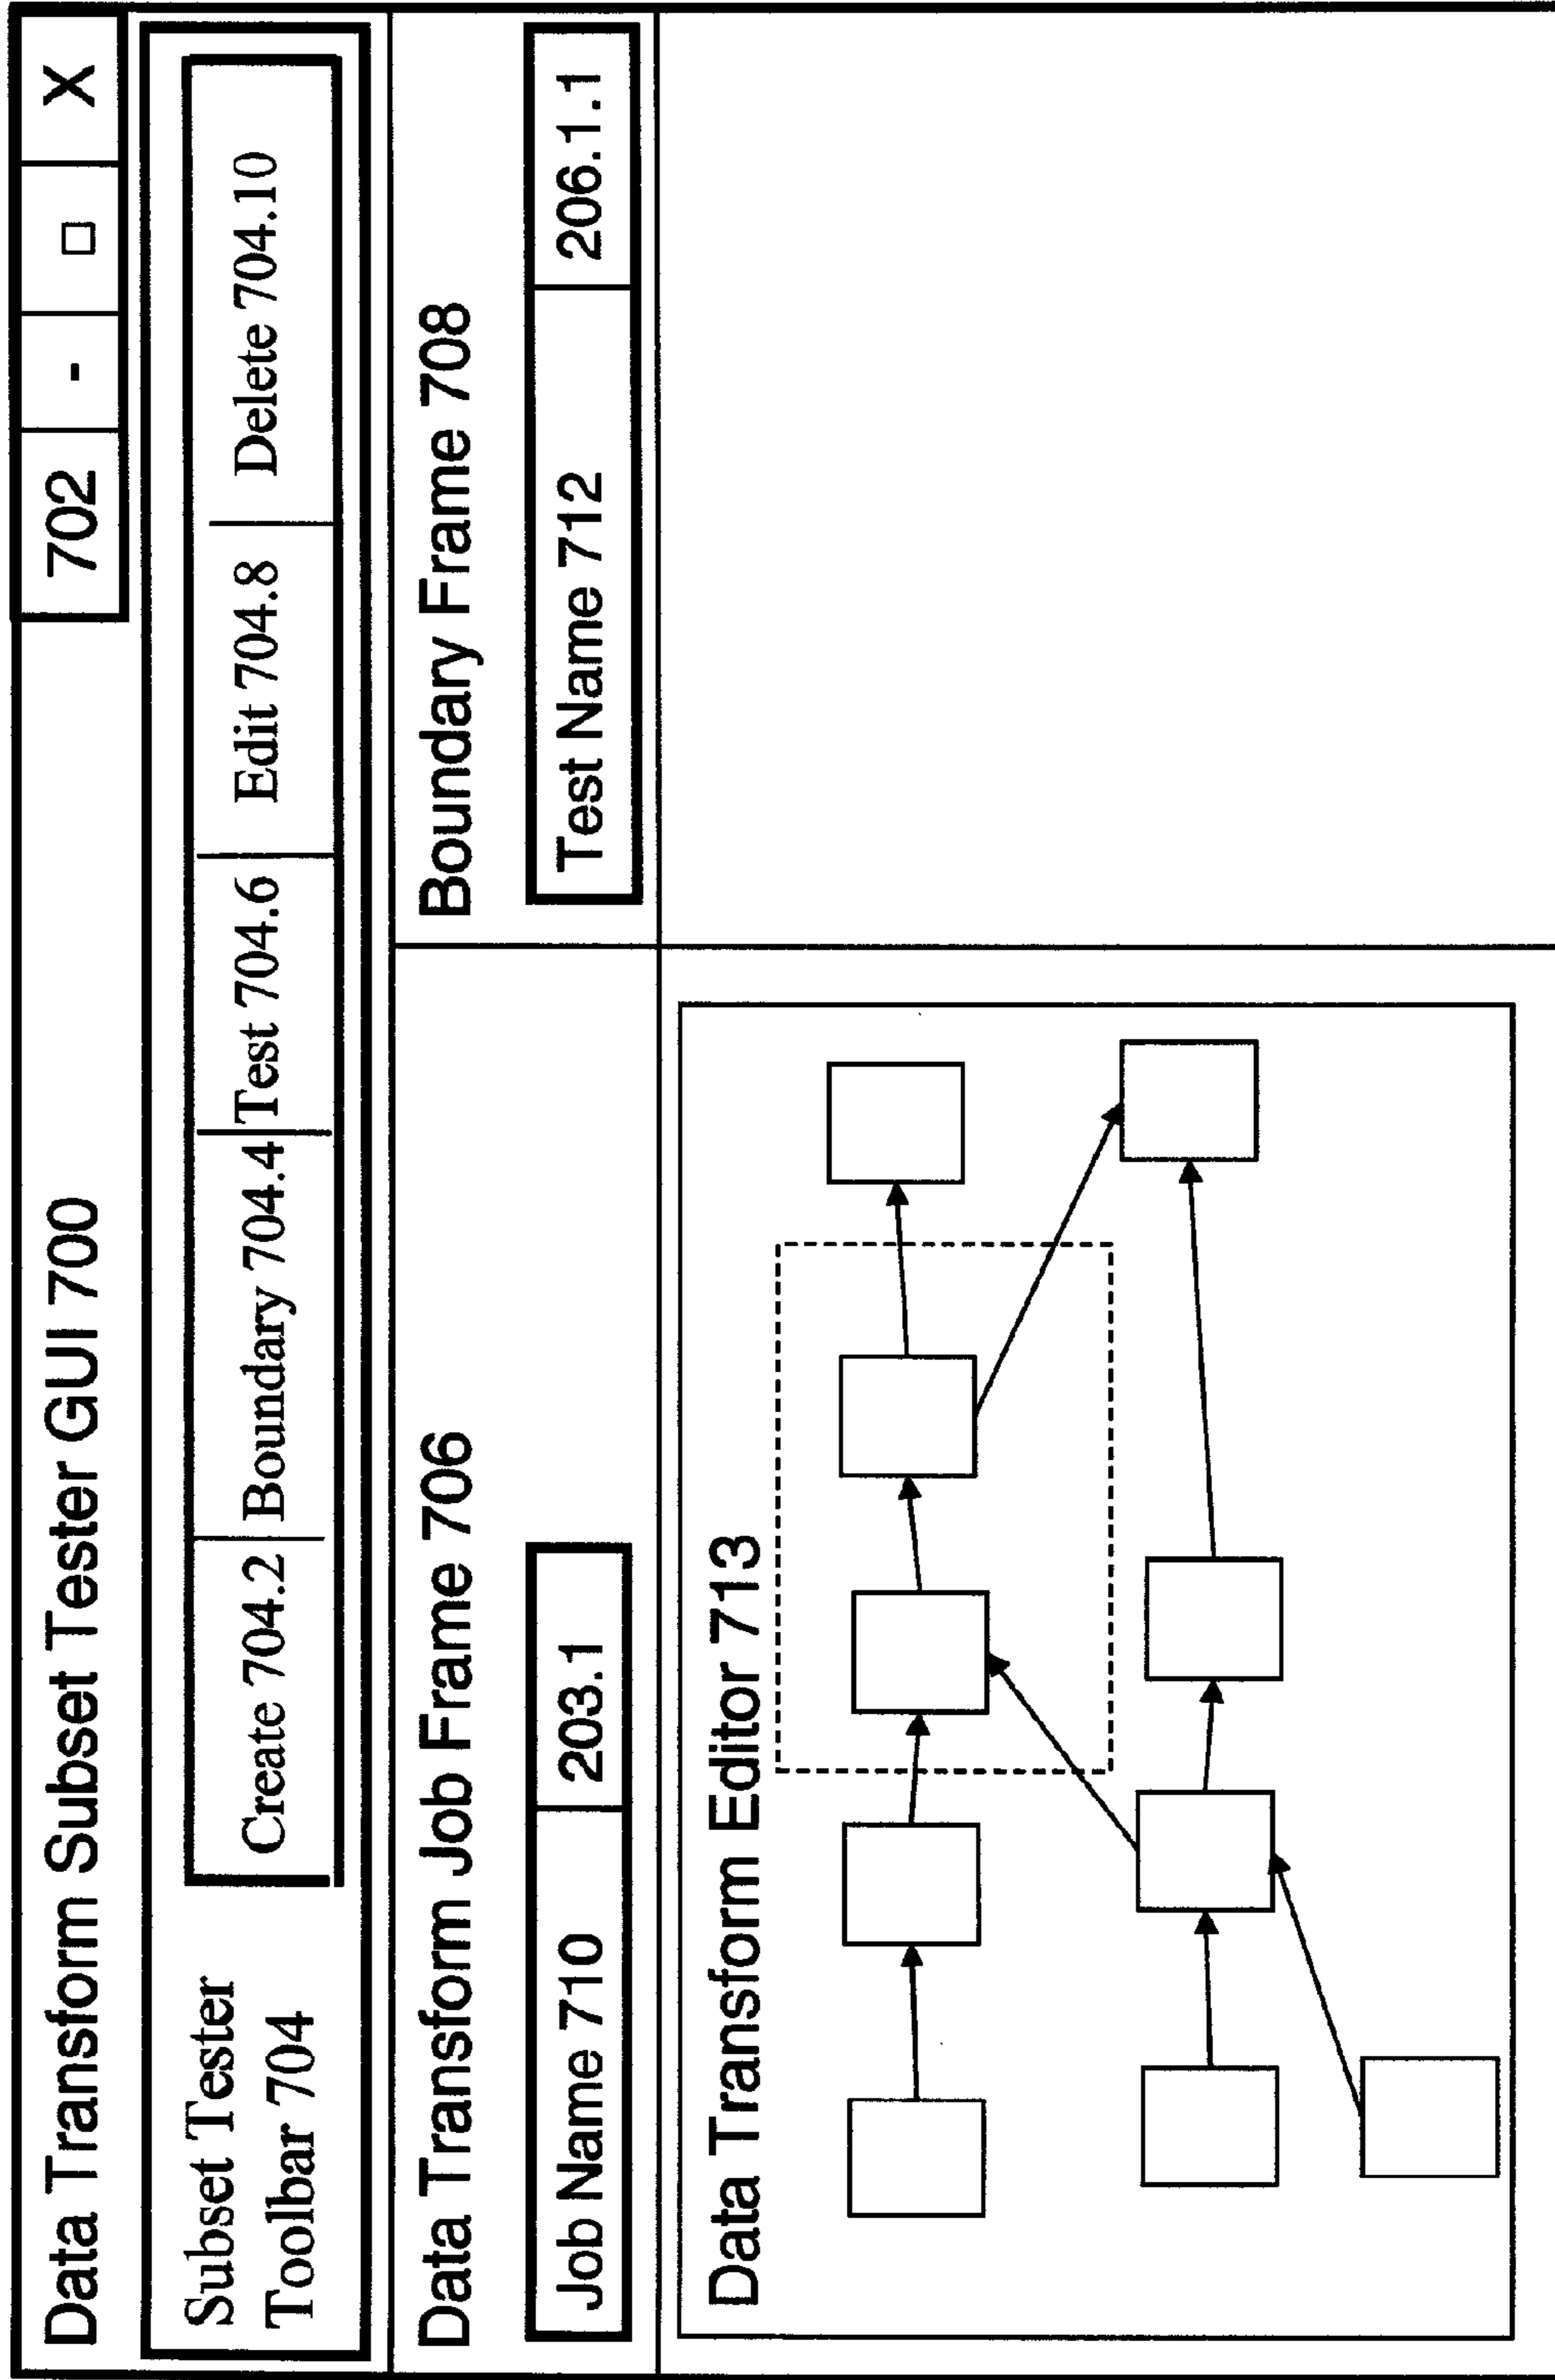 Data Transform Subset Tester GUI 700
702 - □ X
Subset Tester
Toolbar 704
Create 704.2 Boundary 704.4 Test 704.6 Edit 704.8 Delete 704.10
Data Transform Job Frame 706
Boundary Frame 708
Job Name 710 203.1
Test Name 712 206.1.1
Data Transform Editor 713